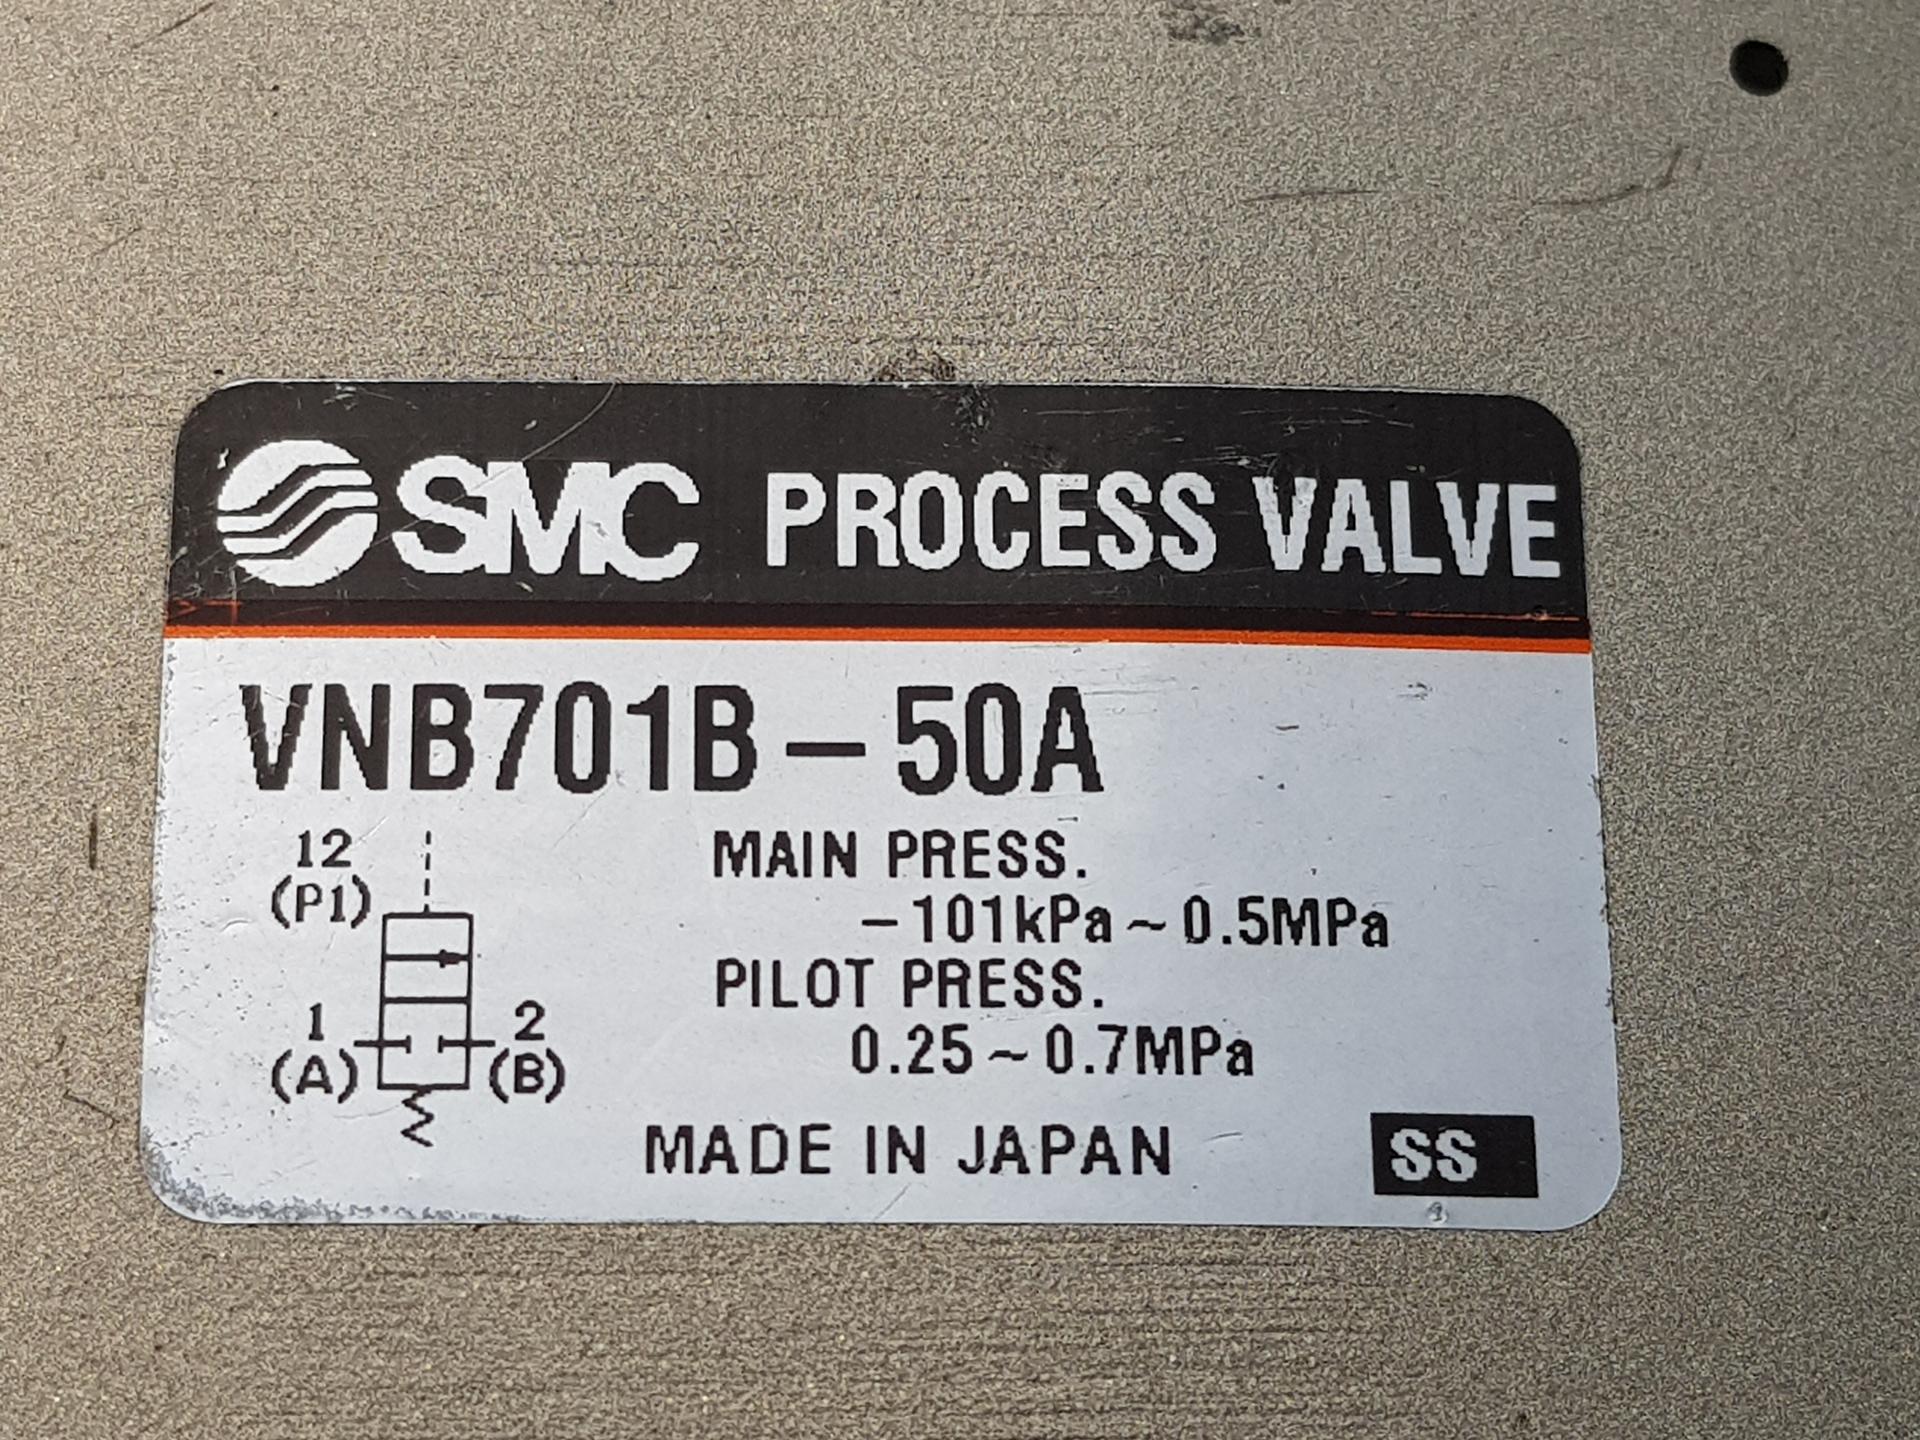 SMC PROCESS VALVE
VNB701B-50A
12
(P1)
1
(A)
2
(B)
MAIN PRESS.
-101kPa~0.5MPa
PILOT PRESS.
0.25~0.7MPa
MADE IN JAPAN
SS